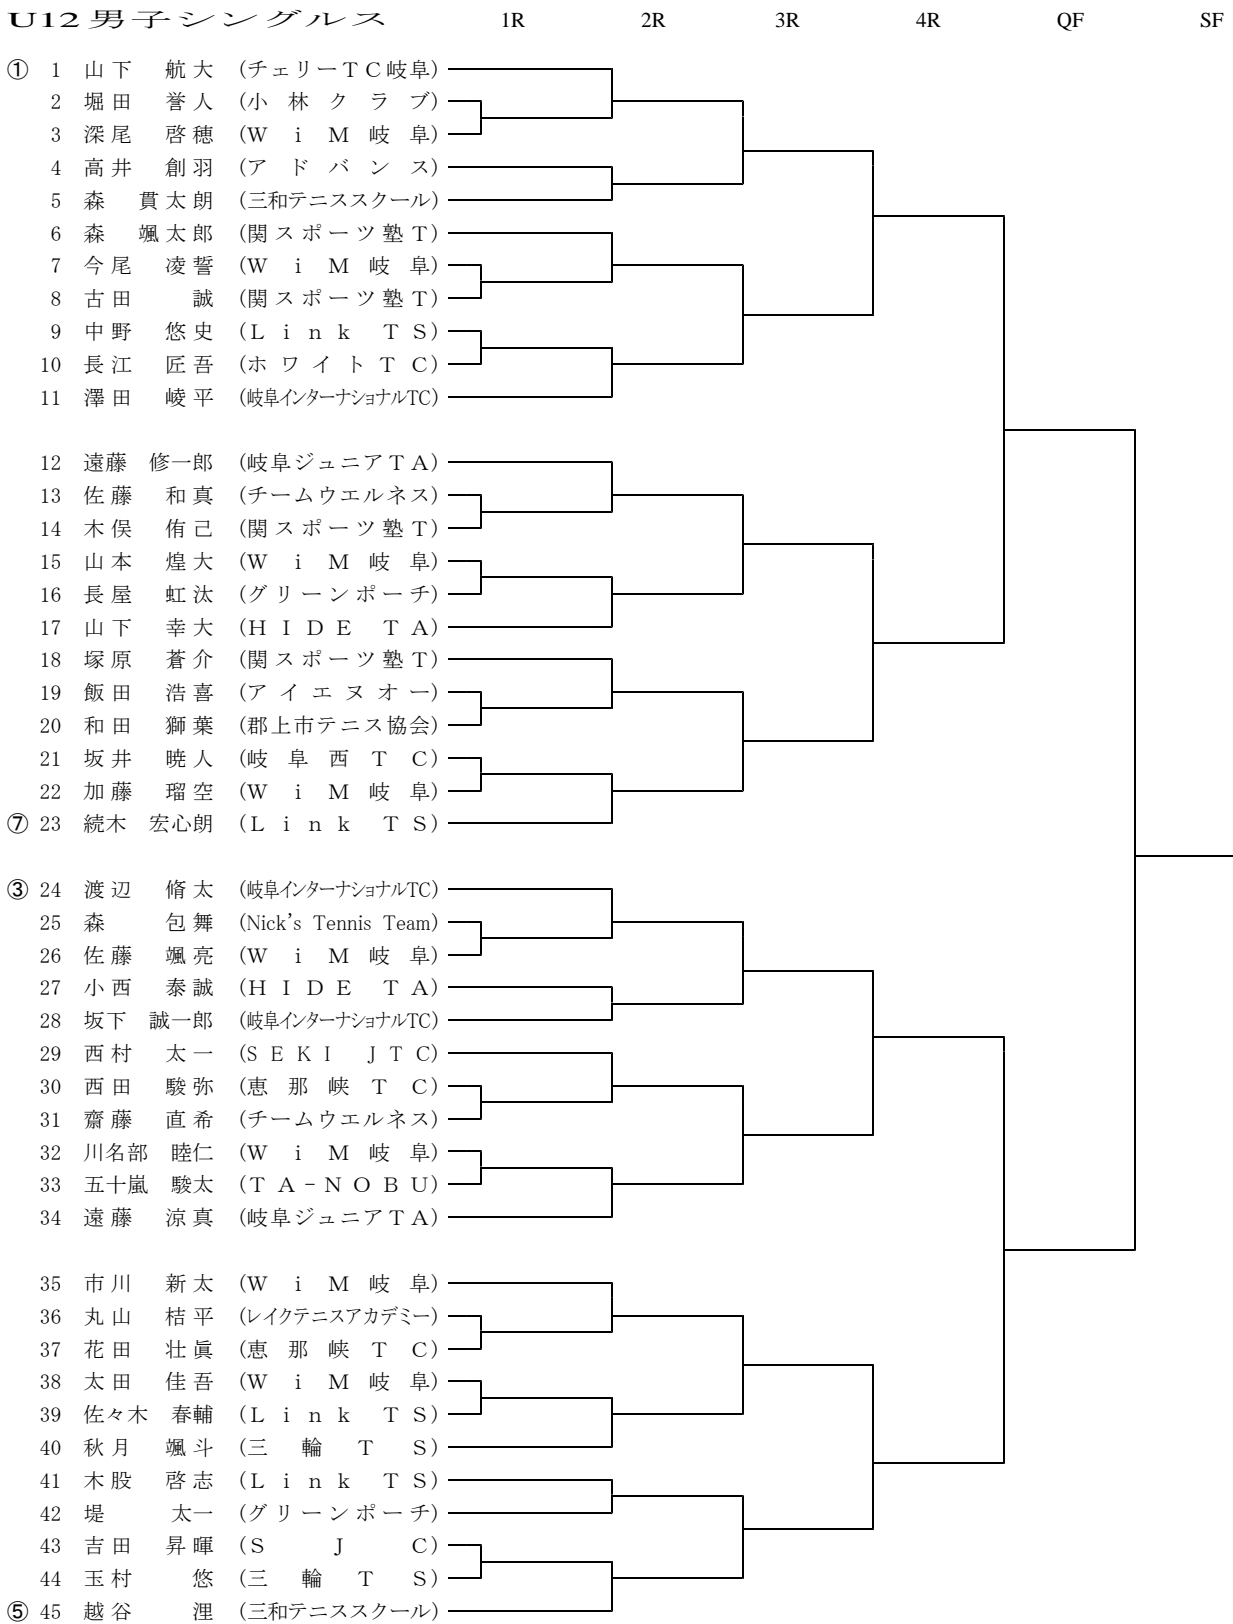 U12男子シングルス 1R 2R 3R 4R QF SF
① 1 山下 航大 (チェリーTC岐阜)
2 堀田 誉人 (小林クラブ)
3 深尾 啓穂 (WiM岐阜)
4 高井 創羽 (アドバンス)
5 森 貫太朗 (三和テニススクール)
6 森 颯太郎 (関スポーツ塾T)
7 今尾 凌誓 (WiM岐阜)
8 古田 誠 (関スポーツ塾T)
9 中野 悠史 (Link TS)
10 長江 匠吾 (ホワイトTC)
11 澤田 崚平 (岐阜インターナショナルTC)
12 遠藤 修一郎 (岐阜ジュニアTA)
13 佐藤 和真 (チームウエルネス)
14 木俣 侑己 (関スポーツ塾T)
15 山本 煌大 (WiM岐阜)
16 長屋 虹汰 (グリーンポーチ)
17 山下 幸大 (HIDE TA)
18 塚原 蒼介 (関スポーツ塾T)
19 飯田 浩喜 (アイエヌオー)
20 和田 獅葉 (郡上市テニス協会)
21 坂井 暁人 (岐阜西TC)
22 加藤 瑠空 (WiM岐阜)
⑦ 23 続木 宏心朗 (Link TS)
③ 24 渡辺 脩太 (岐阜インターナショナルTC)
25 森 包舞 (Nick's Tennis Team)
26 佐藤 颯亮 (WiM岐阜)
27 小西 泰誠 (HIDE TA)
28 坂下 誠一郎 (岐阜インターナショナルTC)
29 西村 太一 (SEKI JTC)
30 西田 駿弥 (恵那峡TC)
31 齋藤 直希 (チームウエルネス)
32 川名部 睦仁 (WiM岐阜)
33 五十嵐 駿太 (TA-NOBU)
34 遠藤 涼真 (岐阜ジュニアTA)
35 市川 新太 (WiM岐阜)
36 丸山 桔平 (レイクテニスアカデミー)
37 花田 壮眞 (恵那峡TC)
38 太田 佳吾 (WiM岐阜)
39 佐々木 春輔 (Link TS)
40 秋月 颯斗 (三輪TS)
41 木股 啓志 (Link TS)
42 堤 太一 (グリーンポーチ)
43 吉田 昇暉 (SJC)
44 玉村 悠 (三輪TS)
⑤ 45 越谷 浬 (三和テニススクール)